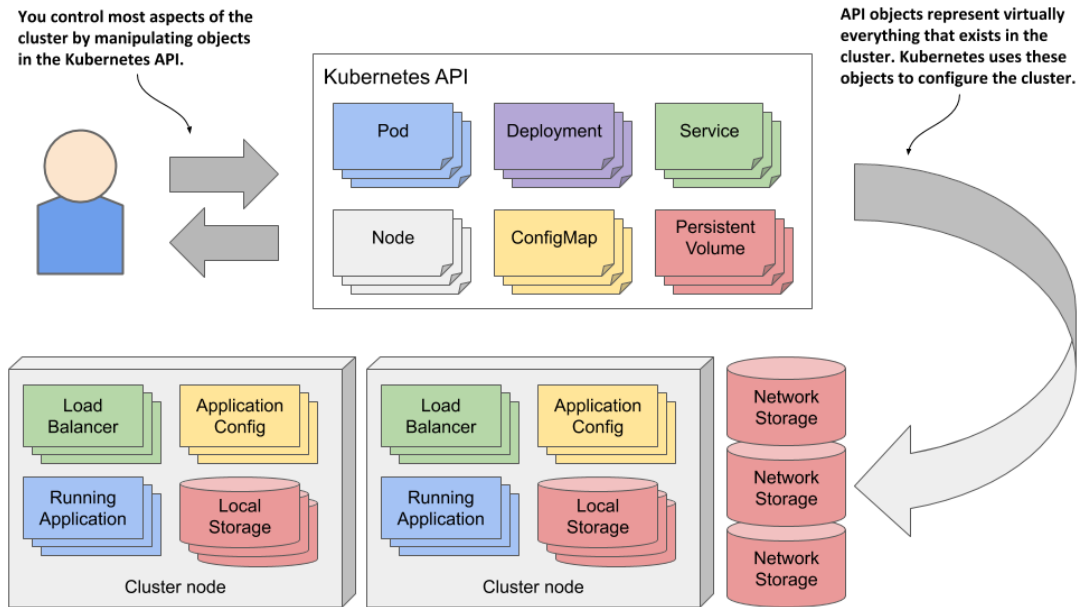 You control most aspects of the
cluster by manipulating objects
in the Kubernetes API.
API objects represent virtually
everything that exists in the
cluster. Kubernetes uses these
objects to configure the cluster.
Kubernetes API
Pod
Deployment
Service
Node
ConfigMap
Persistent
Volume
Load
Balancer
Application
Config
Running
Application
Local
Storage
Cluster node
Load
Balancer
Application
Config
Running
Application
Local
Storage
Cluster node
Network
Storage
Network
Storage
Network
Storage